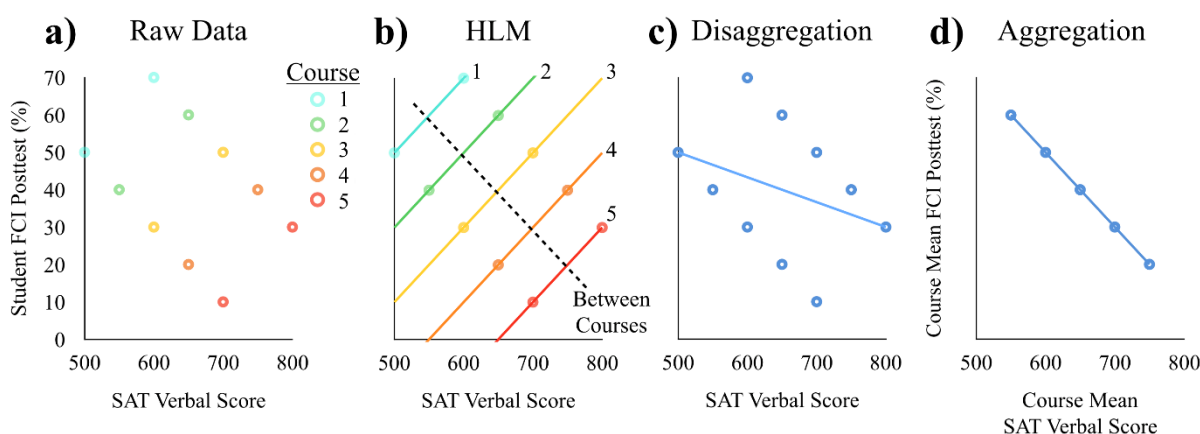 a) Raw Data
b) HLM
c) Disaggregation
d) Aggregation
Student FCI Posttest (%)
70
60
50
40
30
20
10
0
500 600 700 800
SAT Verbal Score
Course
1
2
3
4
5
1
2
3
4
5
Between
Courses
500 600 700 800
SAT Verbal Score
500 600 700 800
SAT Verbal Score
Course Mean FCI Posttest (%)
500 600 700 800
Course Mean
SAT Verbal Score